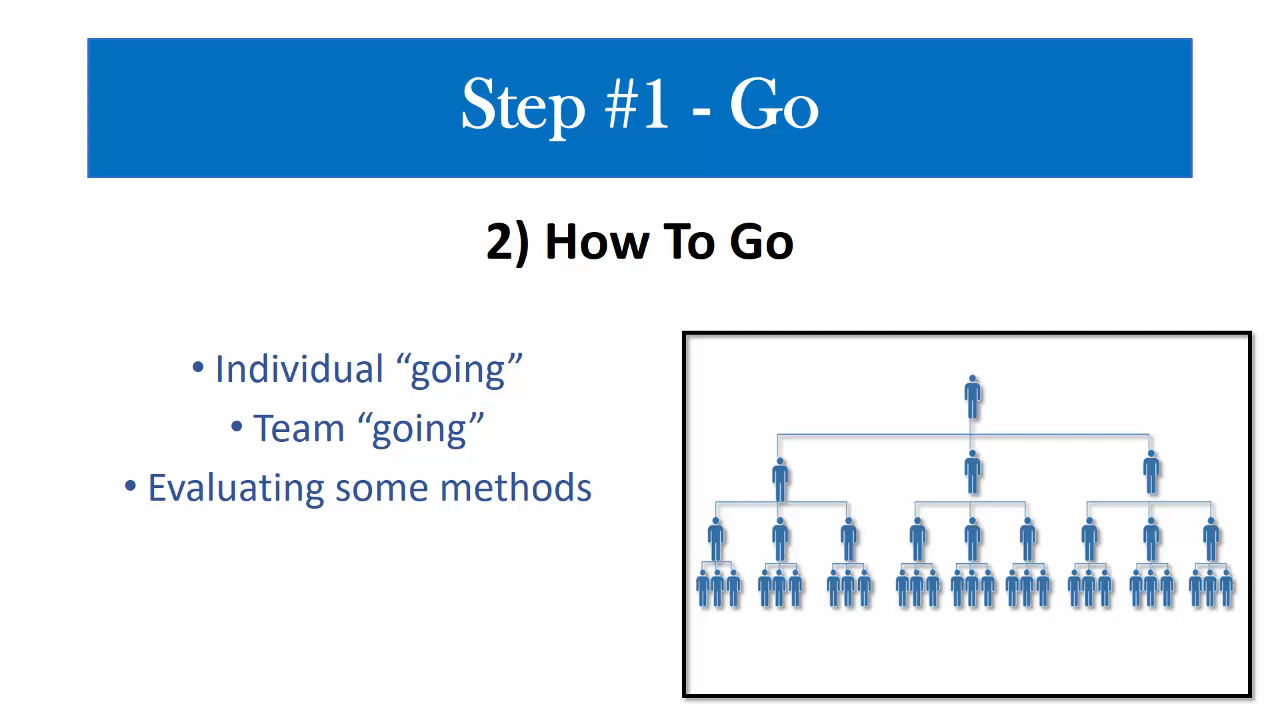 Step #1 - Go
2) How To Go
• Individual “going”
• Team “going”
• Evaluating some methods